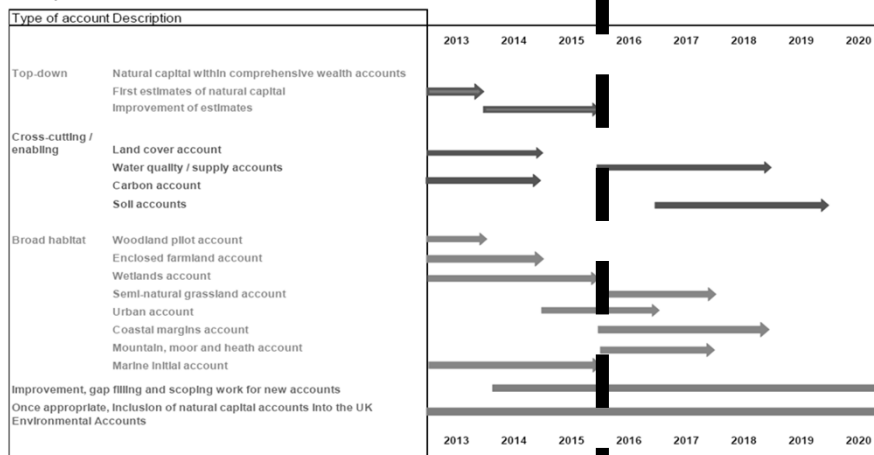 Type of account Description
2013 2014 2015 2016 2017 2018 2019 2020
Top-down Natural capital within comprehensive wealth accounts
First estimates of natural capital
Improvement of estimates
Cross-cutting /
enabling Land cover account
Water quality / supply accounts
Carbon account
Soil accounts
Broad habitat Woodland pilot account
Enclosed farmland account
Wetlands account
Semi-natural grassland account
Urban account
Coastal margins account
Mountain, moor and heath account
Marine initial account
Improvement, gap filling and scoping work for new accounts
Once appropriate, inclusion of natural capital accounts into the UK
Environmental Accounts
2013 2014 2015 2016 2017 2018 2019 2020